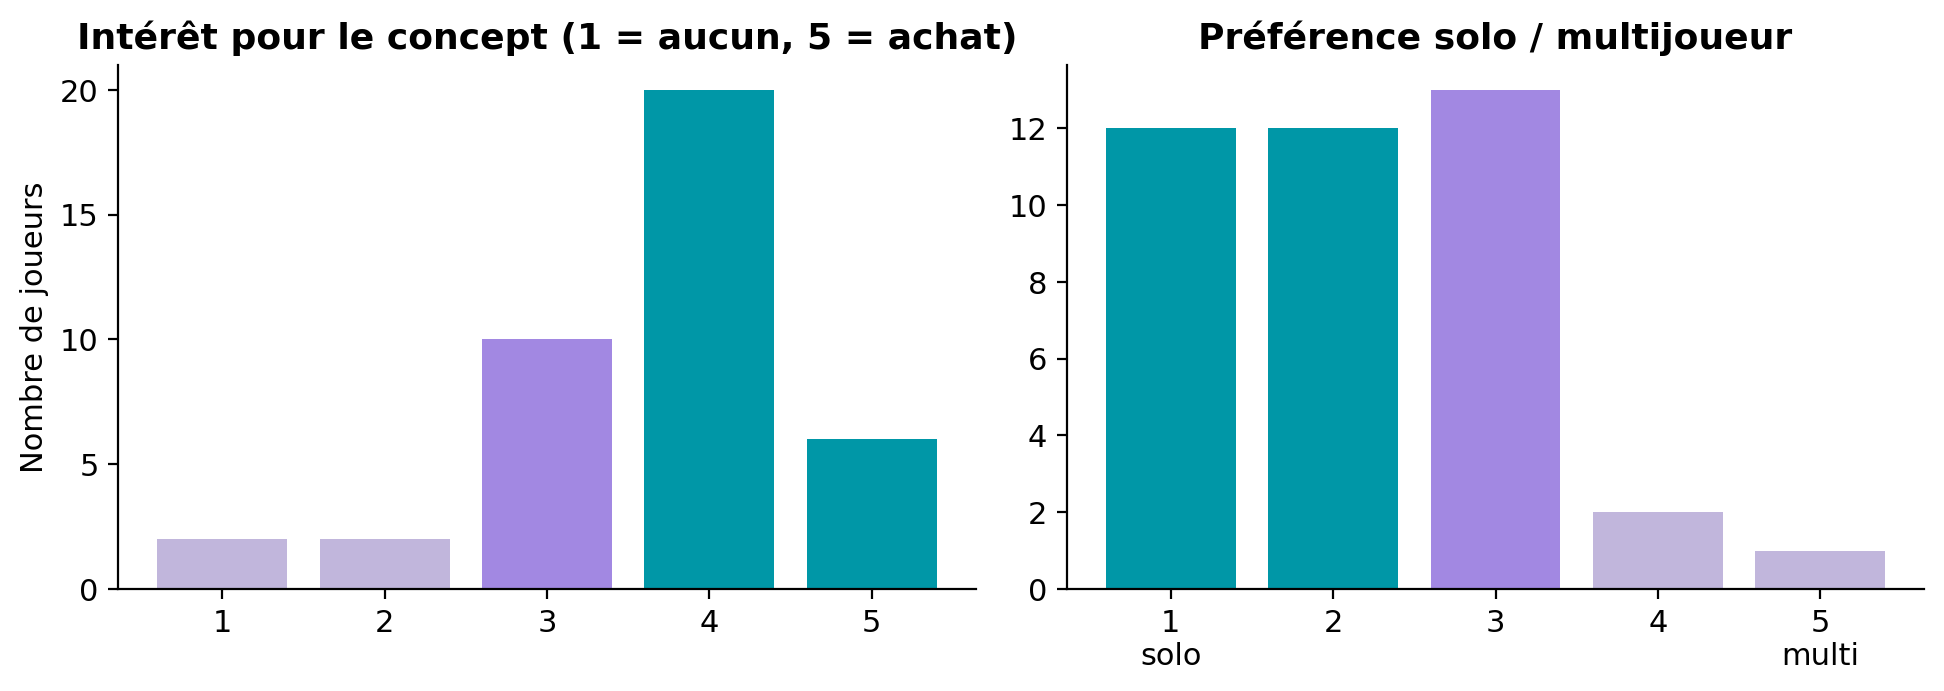 Intérêt pour le concept (1 = aucun, 5 = achat)
Nombre de joueurs
20
15
10
5
0
1 2 3 4 5
Préférence solo / multijoueur
12
10
8
6
4
2
0
1 2 3 4 5
solo multi